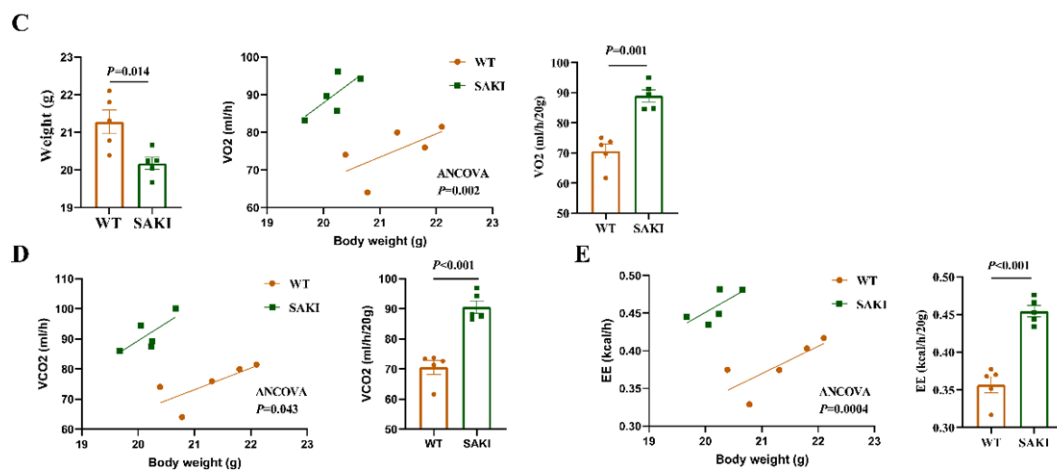 C
Weight (g)
23
22
21
20
19
P=0.014
WT
SAKI
VO2 (ml/h)
100
90
80
70
60
WT
SAKI
ANCOVA
P=0.002
19
20
21
22
23
Body weight (g)
VO2 (ml/h/20g)
100
90
80
70
60
50
P=0.001
WT
SAKI
D
VCO2 (ml/h)
110
100
90
80
70
60
WT
SAKI
ANCOVA
P=0.043
19
20
21
22
23
Body weight (g)
VCO2 (ml/h/20g)
100
90
80
70
60
50
P<0.001
WT
SAKI
E
EE (kcal/h)
0.50
0.45
0.40
0.35
0.30
WT
SAKI
ANCOVA
P=0.0004
19
20
21
22
23
Body weight (g)
EE (kcal/h/20g)
0.50
0.45
0.40
0.35
0.30
P<0.001
WT
SAKI